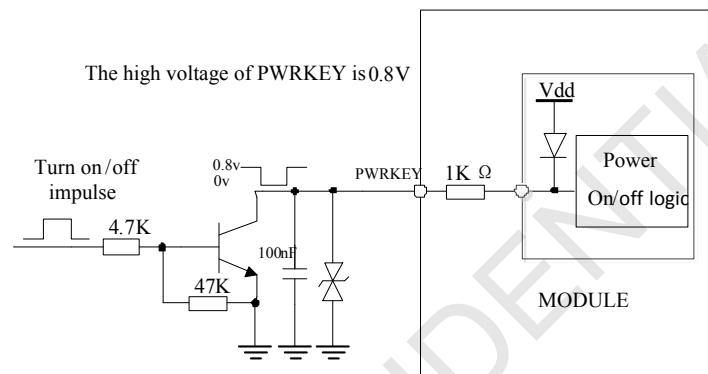 The high voltage of PWRKEY is 0.8V
Vdd
Power
On/off logic
Turn on/off
impulse
0.8v
0v
PWRKEY
1K Ω
4.7K
100nF
47K
MODULE